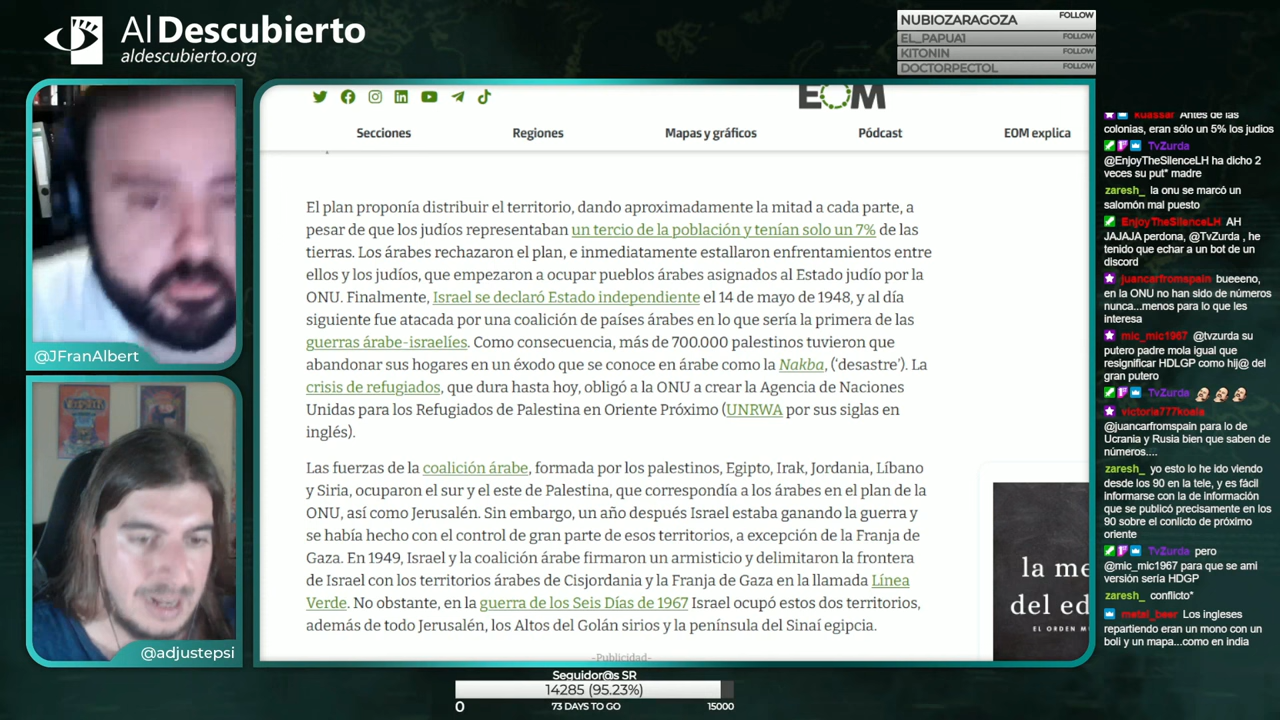 Al Descubierto
aldescubierto.org
NUBIOZARAGOZA FOLLOW
EL_PAPUA1 FOLLOW
KITONIN FOLLOW
DOCTORPECTOL FOLLOW
@JFranAlbert
@adjustepsi
EOM
Secciones Regiones Mapas y gráficos Pódcast EOM explica
El plan proponía distribuir el territorio, dando aproximadamente la mitad a cada parte, a
pesar de que los judíos representaban un tercio de la población y tenían solo un 7% de las
tierras. Los árabes rechazaron el plan, e inmediatamente estallaron enfrentamientos entre
ellos y los judíos, que empezaron a ocupar pueblos árabes asignados al Estado judío por la
ONU. Finalmente, Israel se declaró Estado independiente el 14 de mayo de 1948, y al día
siguiente fue atacada por una coalición de países árabes en lo que sería la primera de las
guerras árabe-israelíes. Como consecuencia, más de 700.000 palestinos tuvieron que
abandonar sus hogares en un éxodo que se conoce en árabe como la Nakba, (‘desastre’). La
crisis de refugiados, que dura hasta hoy, obligó a la ONU a crear la Agencia de Naciones
Unidas para los Refugiados de Palestina en Oriente Próximo (UNRWA por sus siglas en
inglés).
Las fuerzas de la coalición árabe, formada por los palestinos, Egipto, Irak, Jordania, Líbano
y Siria, ocuparon el sur y el este de Palestina, que correspondía a los árabes en el plan de la
ONU, así como Jerusalén. Sin embargo, un año después Israel estaba ganando la guerra y
se había hecho con el control de gran parte de esos territorios, a excepción de la Franja de
Gaza. En 1949, Israel y la coalición árabe firmaron un armisticio y delimitaron la frontera
de Israel con los territorios árabes de Cisjordania y la Franja de Gaza en la llamada Línea
Verde. No obstante, en la guerra de los Seis Días de 1967 Israel ocupó estos dos territorios,
además de todo Jerusalén, los Altos del Golán sirios y la península del Sinaí egipcia.
-Publicidad-
la me
del ed
EL ORDEN MU
kuassar Antes de las
colonias, eran sólo un 5% los judios
TvZurda
@EnjoyTheSilenceLH ha dicho 2
veces su put* madre
zaresh_ la onu se marcó un
salomón mal puesto
EnjoyTheSilenceLH AH
JAJAJA perdona, @TvZurda , he
tenido que echar a un bot de un
discord
juancarfromspain bueeeno,
en la ONU no han sido de números
nunca...menos para lo que les
interesa
mic_mic1967 @tvzurda su
putero padre mola igual que
resignificar HDLGP como hij@ del
gran putero
TvZurda
victoria777koala
@juancarfromspain para lo de
Ucrania y Rusia bien que saben de
números....
zaresh_ yo esto lo he ido viendo
desde los 90 en la tele, y es fácil
informarse con la de información
que se publicó precisamente en los
90 sobre el conlicto de próximo
oriente
TvZurda pero
@mic_mic1967 para que se ami
versión sería HDGP
zaresh_ conflicto*
metal_beer Los ingleses
repartiendo eran un mono con un
boli y un mapa...como en india
Seguidor@s SR
14285 (95.23%)
0 73 DAYS TO GO 15000